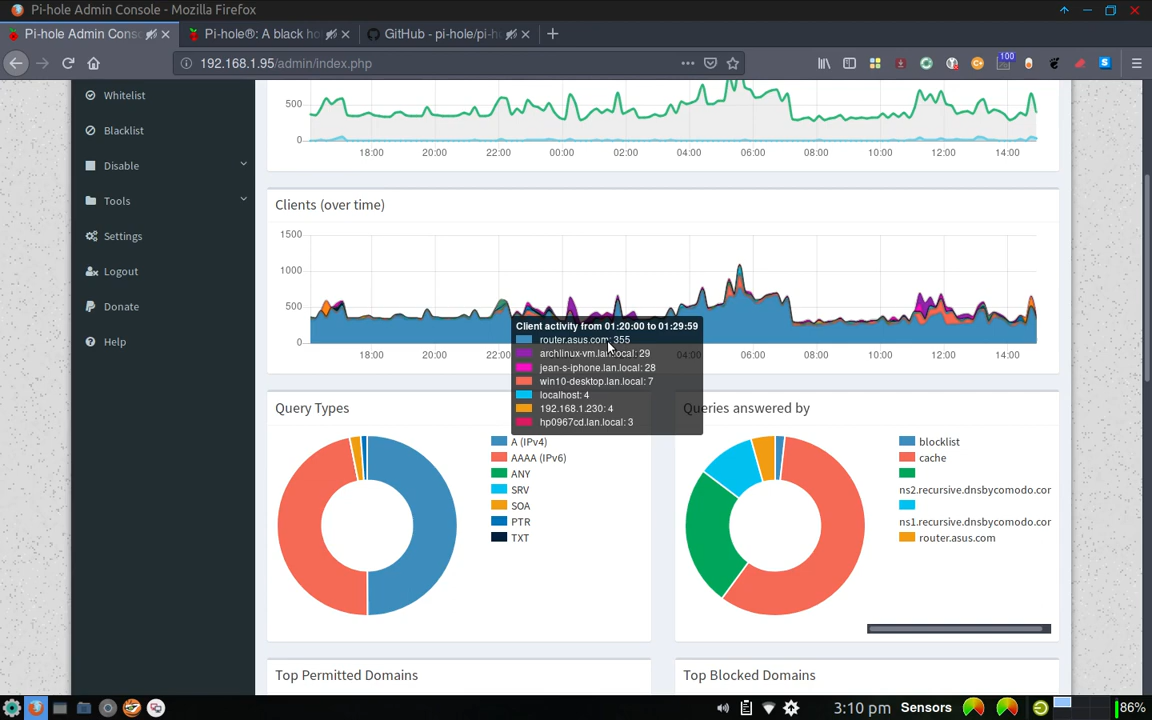 Pi-hole Admin Console - Mozilla Firefox
Pi-hole Admin Cons
Pi-hole®: A black ho
GitHub - pi-hole/pi-h
192.168.1.95/admin/index.php
100
Whitelist
Blacklist
Disable
Tools
Settings
Logout
Donate
Help
500
0
18:00 20:00 22:00 00:00 02:00 04:00 06:00 08:00 10:00 12:00 14:00
Clients (over time)
1500
1000
500
0
18:00 20:00 22:00 04:00 06:00 08:00 10:00 12:00 14:00
Client activity from 01:20:00 to 01:29:59
router.asus.com: 355
archlinux-vm.lan.local: 29
jean-s-iphone.lan.local: 28
win10-desktop.lan.local: 7
localhost: 4
192.168.1.230: 4
hp0967cd.lan.local: 3
Query Types
A (IPv4)
AAAA (IPv6)
ANY
SRV
SOA
PTR
TXT
Queries answered by
blocklist
cache
ns2.recursive.dnsbycomodo.cor
ns1.recursive.dnsbycomodo.cor
router.asus.com
Top Permitted Domains
Top Blocked Domains
3:10 pm Sensors 86%